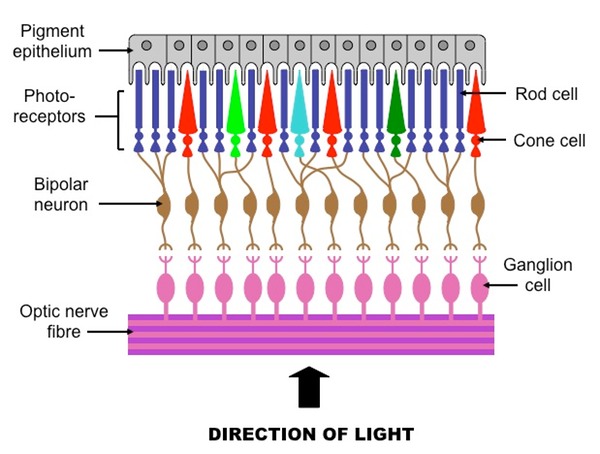 Pigment
epithelium
Photo-
receptors
Rod cell
Cone cell
Bipolar
neuron
Ganglion
cell
Optic nerve
fibre
DIRECTION OF LIGHT